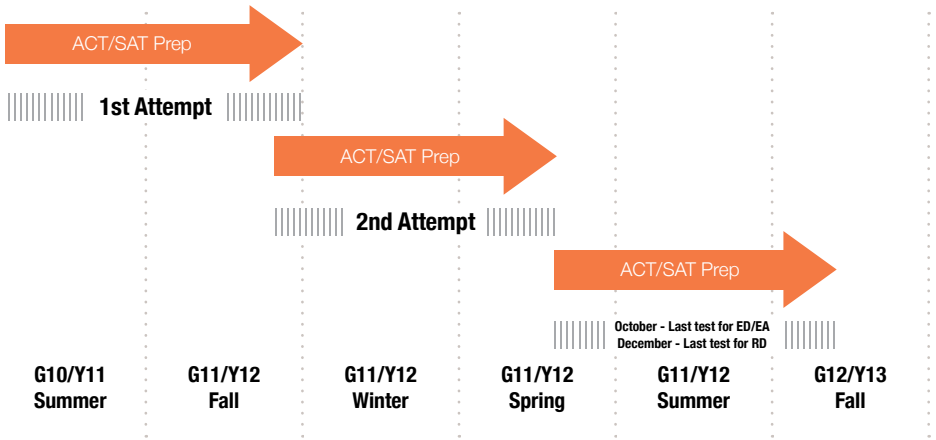 ACT/SAT Prep
1st Attempt
ACT/SAT Prep
2nd Attempt
ACT/SAT Prep
October - Last test for ED/EA
December - Last test for RD
G10/Y11
Summer
G11/Y12
Fall
G11/Y12
Winter
G11/Y12
Spring
G11/Y12
Summer
G12/Y13
Fall